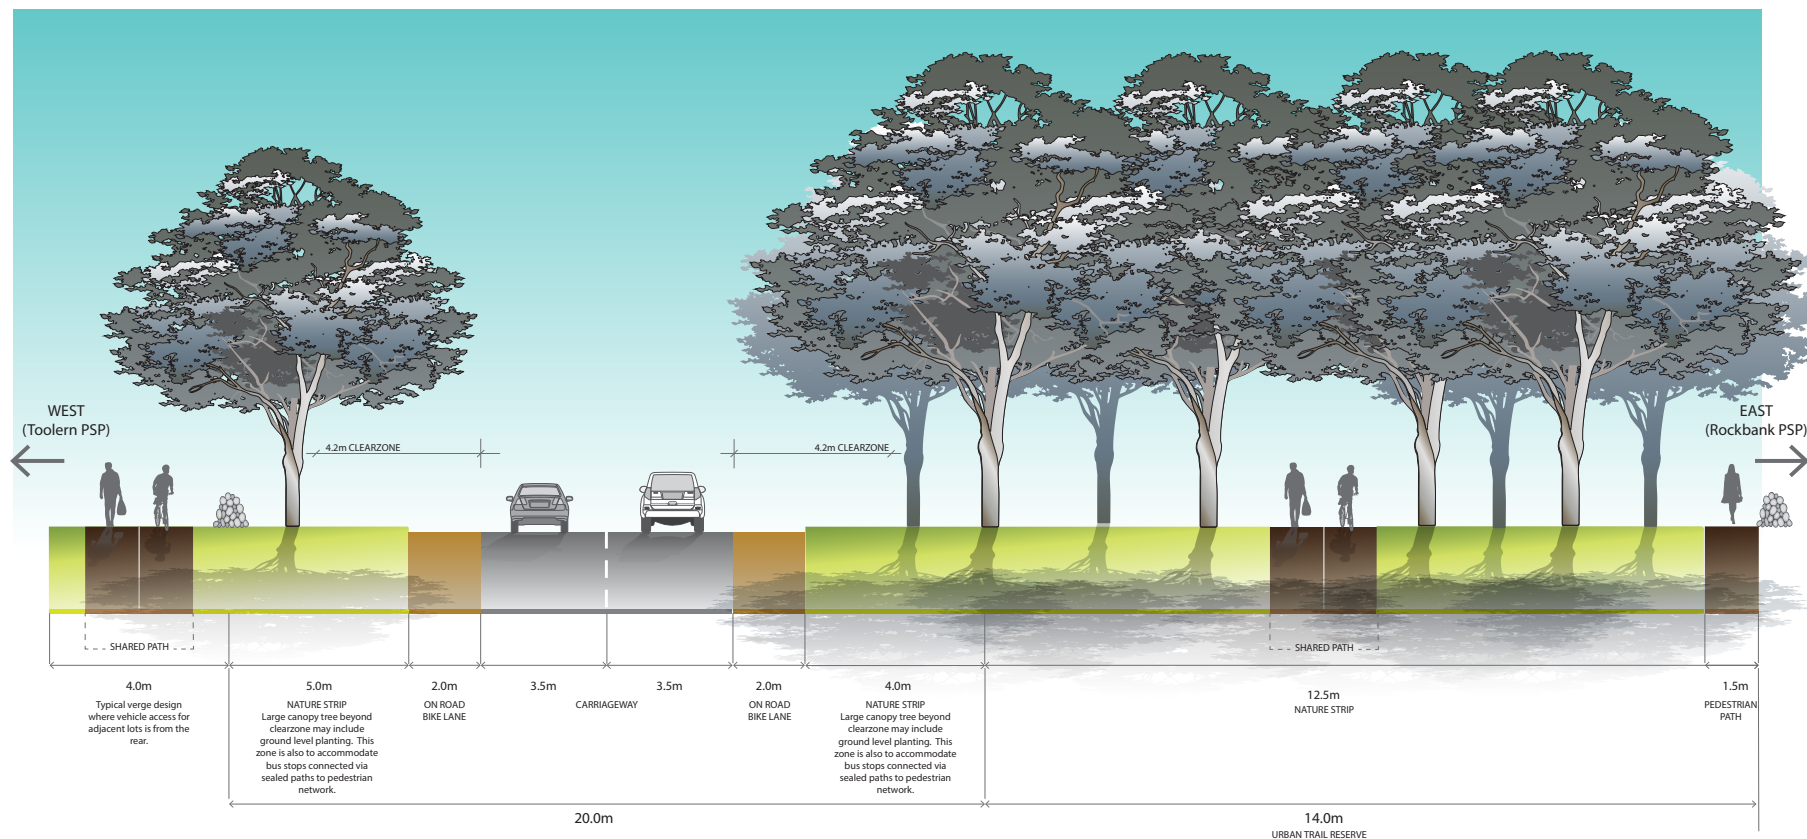 WEST
(Toolern PSP)
EAST
(Rockbank PSP)
4.2m CLEARZONE
4.2m CLEARZONE
SHARED PATH
SHARED PATH
4.0m
Typical verge design
where vehicle access for
adjacent lots is from the
rear.
5.0m
NATURE STRIP
Large canopy tree beyond
clearzone may include
ground level planting. This
zone is also to accommodate
bus stops connected via
sealed paths to pedestrian
network.
2.0m
ON ROAD
BIKE LANE
3.5m
3.5m
CARRIAGEWAY
2.0m
ON ROAD
BIKE LANE
4.0m
NATURE STRIP
Large canopy tree beyond
clearzone may include
ground level planting. This
zone is also to accommodate
bus stops connected via
sealed paths to pedestrian
network.
12.5m
NATURE STRIP
1.5m
PEDESTRIAN
PATH
20.0m
14.0m
URBAN TRAIL RESERVE